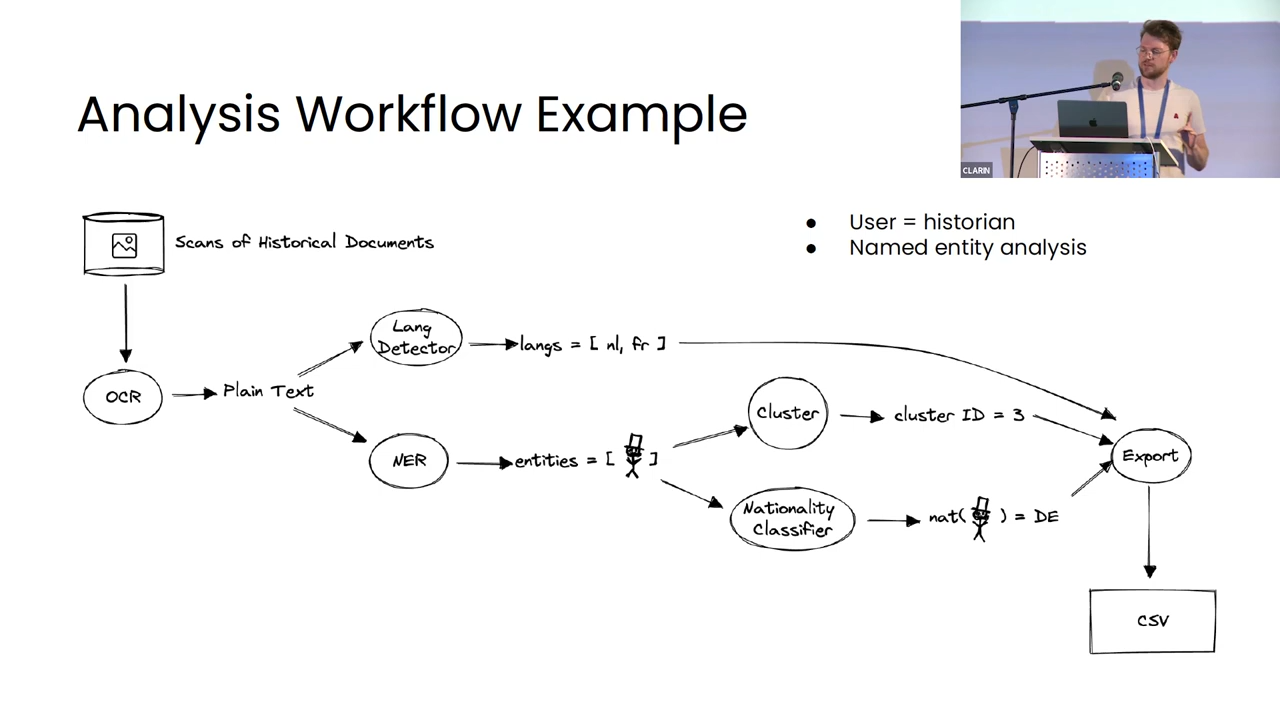 Analysis Workflow Example
CLARIN
User = historian
Named entity analysis
Scans of Historical Documents
OCR
Plain Text
Lang
Detector
langs = [ nl, fr ]
NER
entities = [ ]
Cluster
cluster ID = 3
Nationality
Classifier
nat( ) = DE
Export
CSV